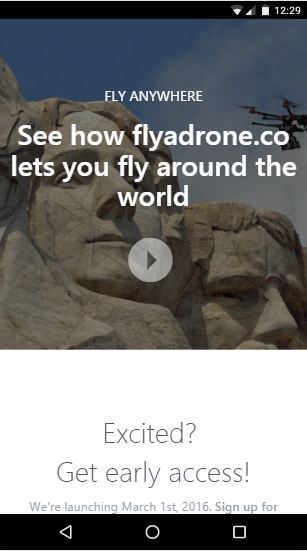 12:29
FLY ANYWHERE
See how flyadrone.co
lets you fly around the
world
Excited?
Get early access!
We're launching March 1st, 2016. Sign up for